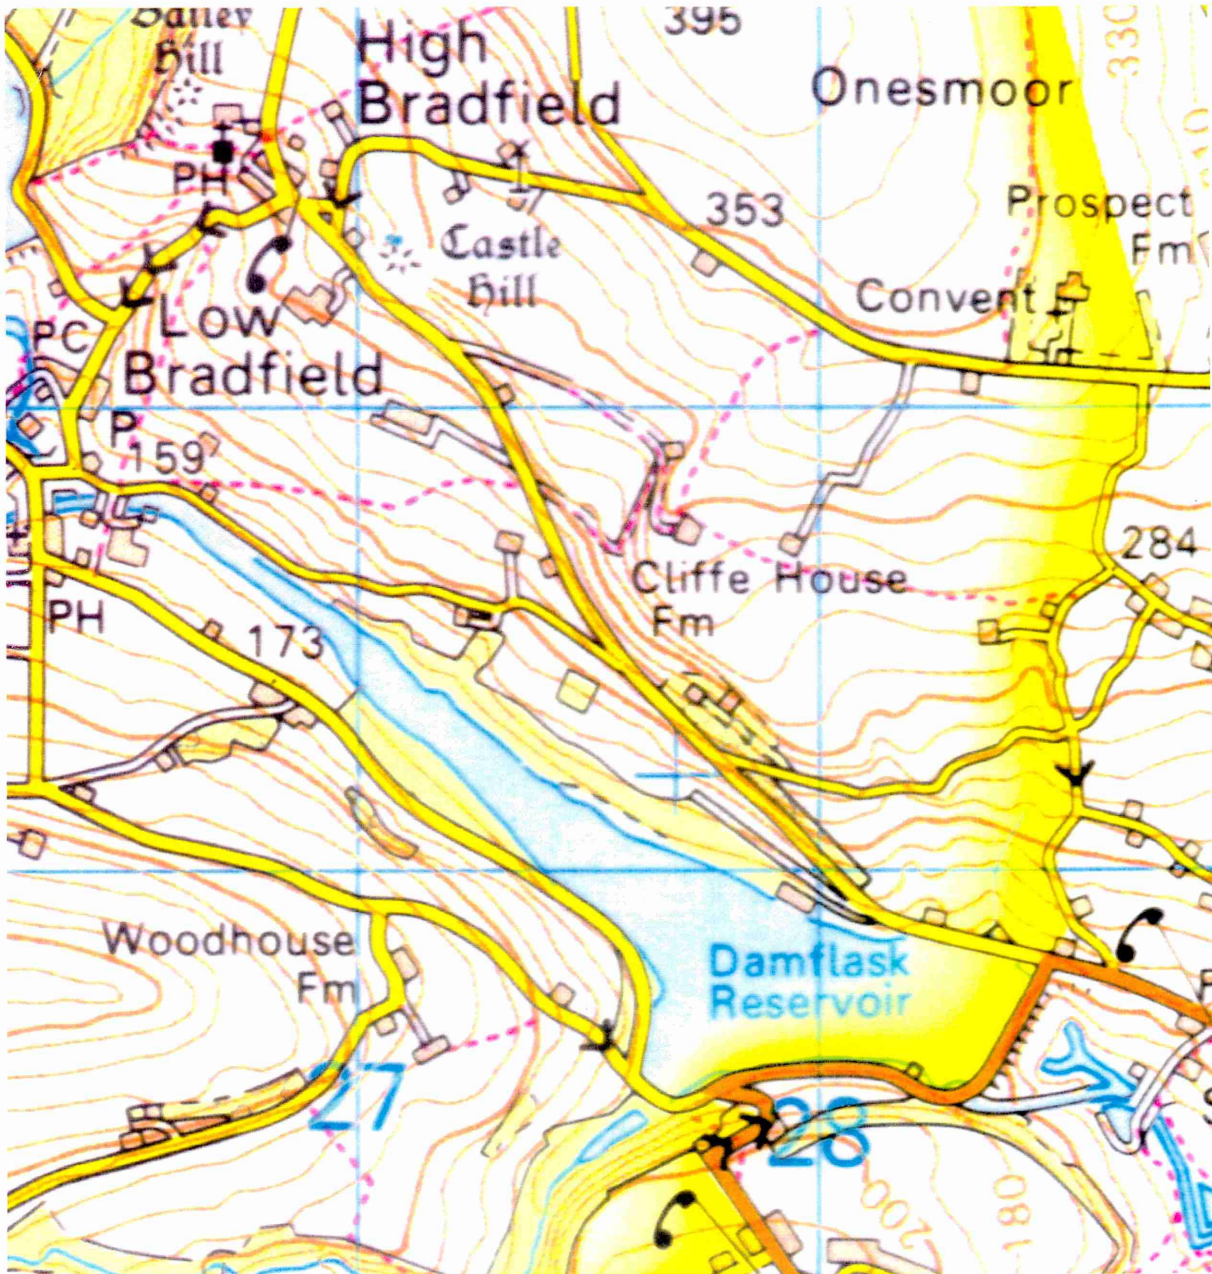 Bailey
Hill
High
Bradfield
395
Onesmoor
330
PH
353
Prospect
Fm
Castle
Hill
Convent
PC
Low
Bradfield
P
159
284
Cliffe House
Fm
PH
173
Woodhouse
Fm
Damflask
Reservoir
27
28
200
180